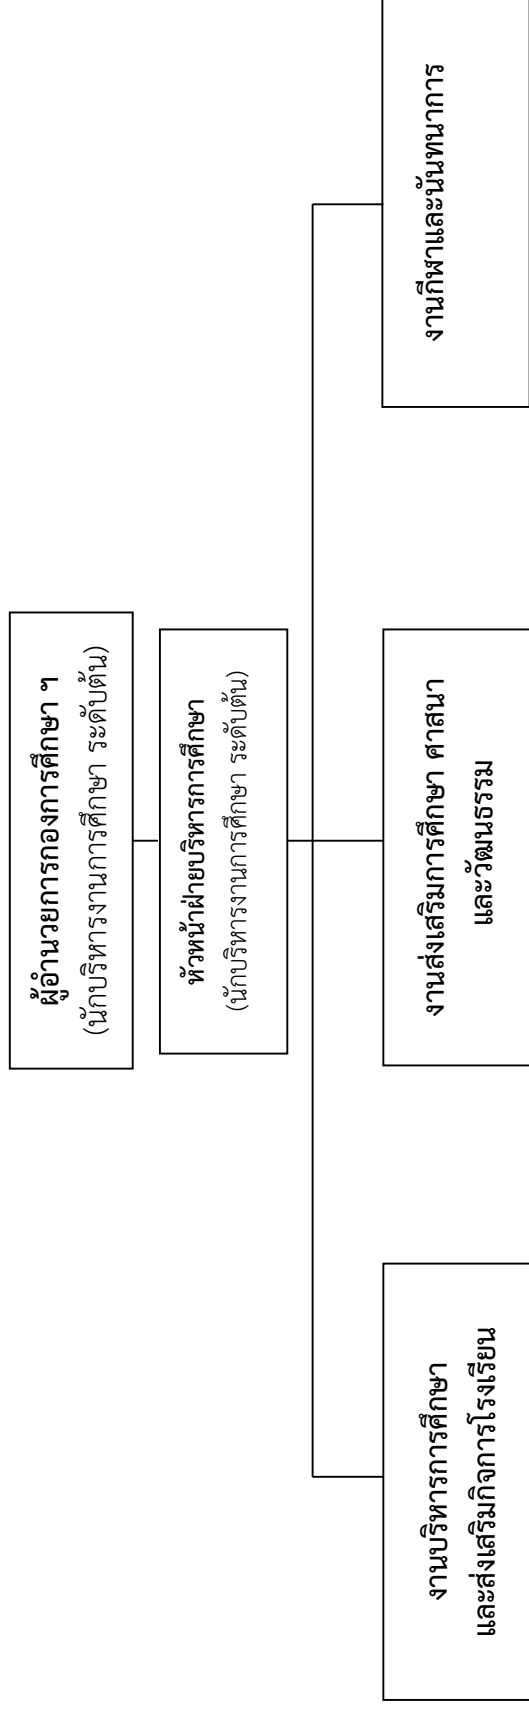 ผู้อำนวยการกองการศึกษา ฯ
(นักบริหารงานการศึกษา ระดับต้น)
หัวหน้าฝ่ายบริหารการศึกษา
(นักบริหารงานการศึกษา ระดับต้น)
งานบริหารการศึกษา
และส่งเสริมกิจการโรงเรียน
งานส่งเสริมการศึกษา ศาสนา
และวัฒนธรรม
งานกีฬาและนันทนาการ